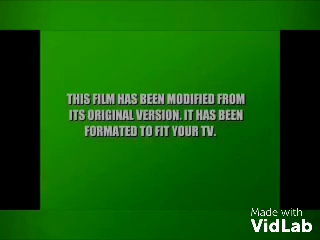 THIS FILM HAS BEEN MODIFIED FROM
ITS ORIGINAL VERSION. IT HAS BEEN
FORMATED TO FIT YOUR TV.
Made with
VidLab